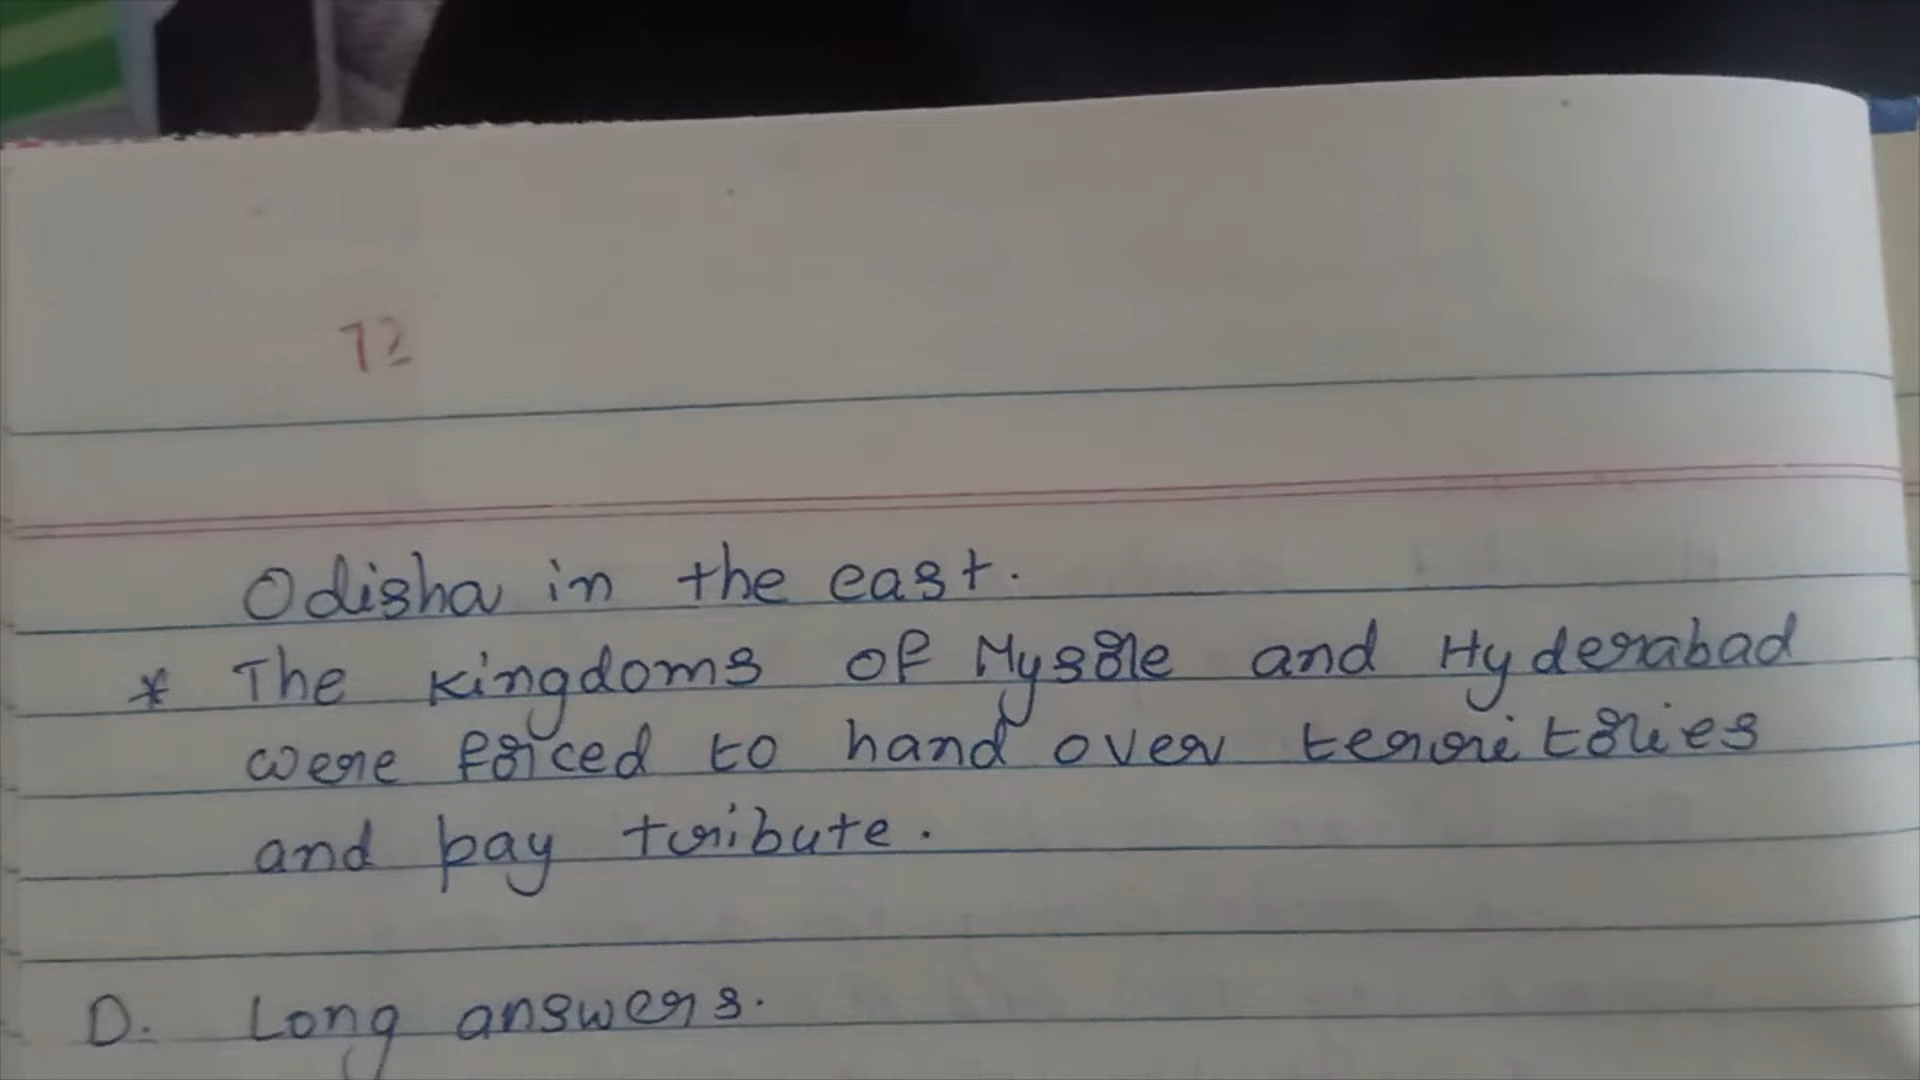 72
Odisha in the east.
* The kingdoms of Mysore and Hyderabad
were forced to hand over territories
and pay tribute.
D. Long answers.